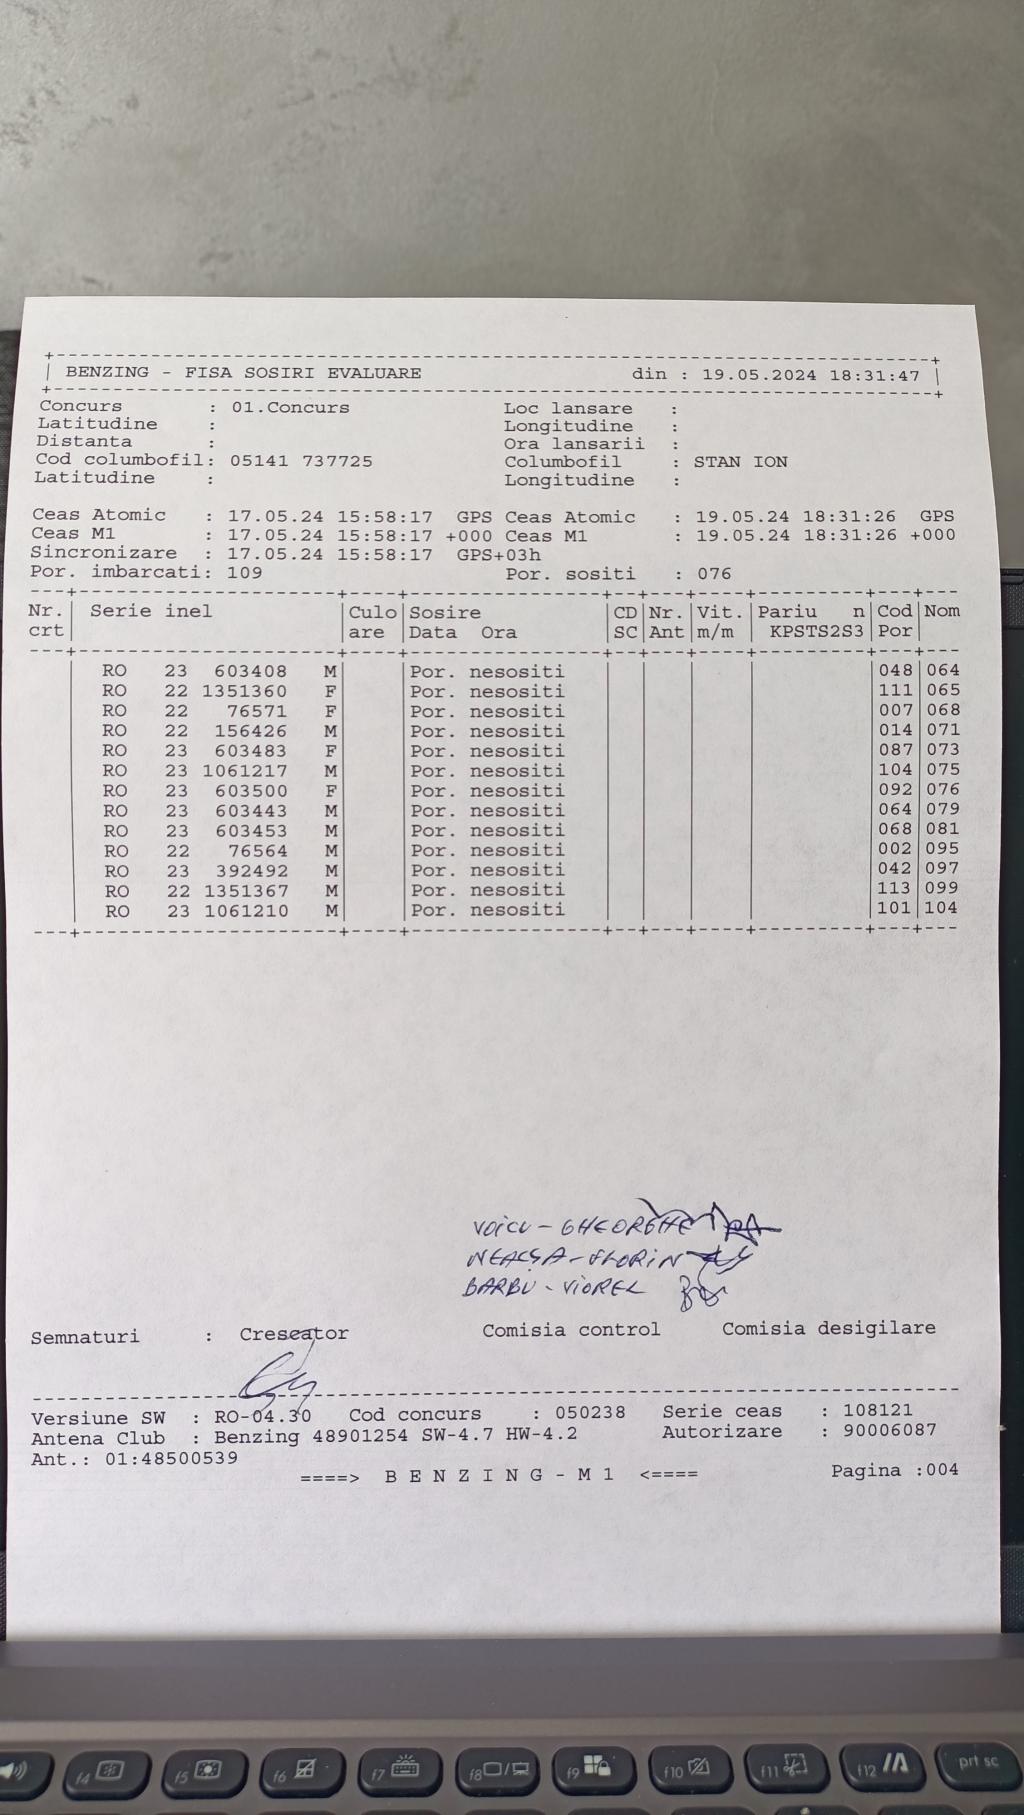 +--------------------------------------------------------------------------+
| BENZING - FISA SOSIRI EVALUARE din : 19.05.2024 18:31:47 |
+--------------------------------------------------------------------------+
Concurs : 01.Concurs Loc lansare :
Latitudine : Longitudine :
Distanta : Ora lansarii :
Cod columbofil: 05141 737725 Columbofil : STAN ION
Latitudine : Longitudine :
Ceas Atomic : 17.05.24 15:58:17 GPS Ceas Atomic : 19.05.24 18:31:26 GPS
Ceas M1 : 17.05.24 15:58:17 +000 Ceas M1 : 19.05.24 18:31:26 +000
Sincronizare : 17.05.24 15:58:17 GPS+03h
Por. imbarcati: 109 Por. sositi : 076
---+----------------------+----+----------------+--+---+----+---------+---+---
Nr.| Serie inel |Culo|Sosire |CD|Nr.|Vit.|Pariu n|Cod|Nom
crt| |are |Data Ora |SC|Ant|m/m | KPSTS2S3|Por|
---+----------------------+----+----------------+--+---+----+---------+---+---
| RO 23 603408 M| |Por. nesositi | | | | |048|064
| RO 22 1351360 F| |Por. nesositi | | | | |111|065
| RO 22 76571 F| |Por. nesositi | | | | |007|068
| RO 22 156426 M| |Por. nesositi | | | | |014|071
| RO 23 603483 F| |Por. nesositi | | | | |087|073
| RO 23 1061217 M| |Por. nesositi | | | | |104|075
| RO 23 603500 F| |Por. nesositi | | | | |092|076
| RO 23 603443 M| |Por. nesositi | | | | |064|079
| RO 23 603453 M| |Por. nesositi | | | | |068|081
| RO 22 76564 M| |Por. nesositi | | | | |002|095
| RO 23 392492 M| |Por. nesositi | | | | |042|097
| RO 22 1351367 M| |Por. nesositi | | | | |113|099
| RO 23 1061210 M| |Por. nesositi | | | | |101|104
---+----------------------+----+----------------+--+---+----+---------+---+---
VOICU - GHEORGHE
NEACȘA - FLORIN
BARBU - VIOREL
Semnaturi : Crescator Comisia control Comisia desigilare
------------------------------------------------------------------------------
Versiune SW : RO-04.30 Cod concurs : 050238 Serie ceas : 108121
Antena Club : Benzing 48901254 SW-4.7 HW-4.2 Autorizare : 90006087
Ant.: 01:48500539
====> B E N Z I N G - M 1 <==== Pagina :004
f4 f5 f6 f7 f8 f9 f10 f11 f12 prt sc